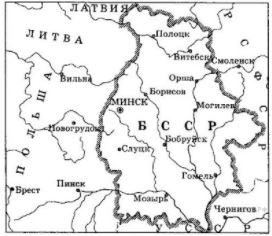 ЛАТВИЯ
ЛИТВА
Полоцк
Р С Ф С Р
Витебск
Смоленск
Вильна
Орша
Борисов
МИНСК
Могилев
ПОЛЬША
Новогрудок
БССР
Бобруйск
Слуцк
Гомель
Брест
Пинск
Мозырь
Чернигов
У С С Р